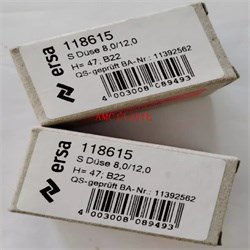 ersa
118615
S Düse 8,0/12,0
H= 47; B22
QS-geprüft BA-Nr.: 11392562
4 003008 089493
ersa
118615
S Düse 8,0/12,0
H= 47; B22
QS-geprüft BA-Nr.: 11392562
4 003008 089493